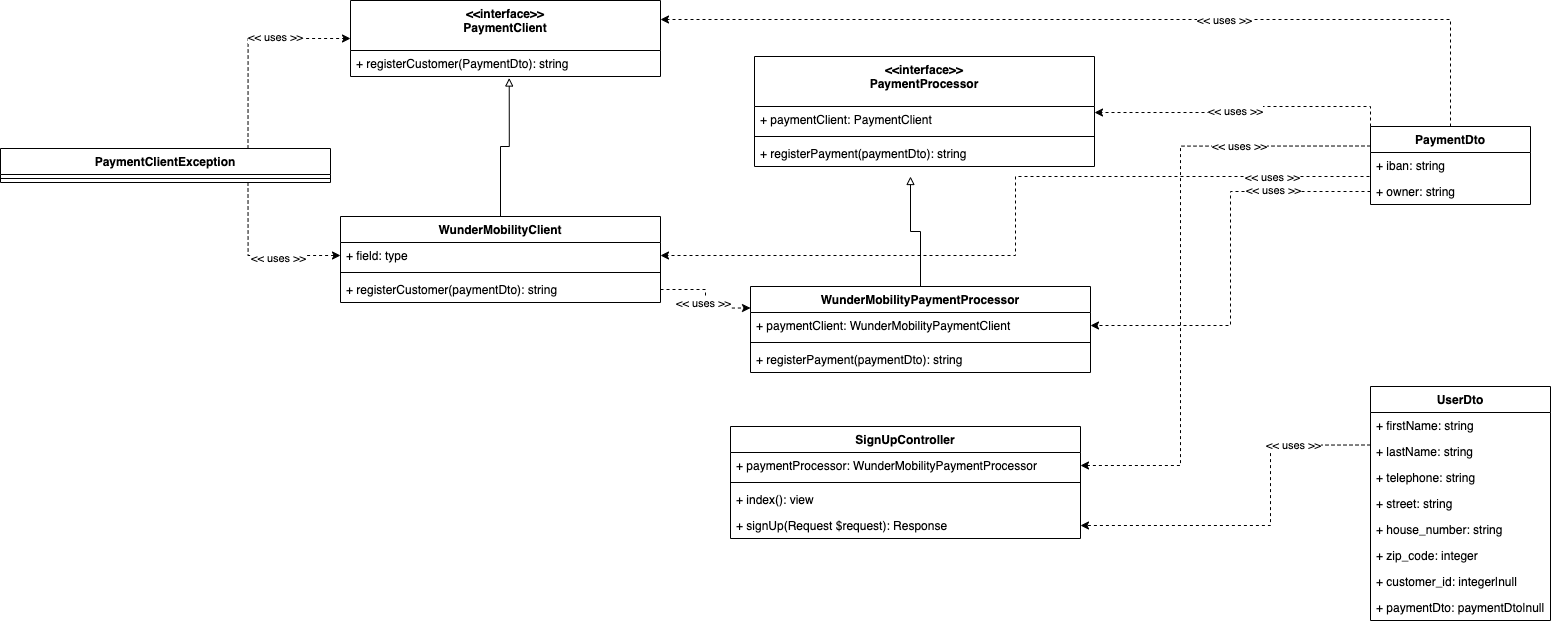 <<interface>>
PaymentClient
+ registerCustomer(PaymentDto): string
<< uses >>
<< uses >>
<<interface>>
PaymentProcessor
+ paymentClient: PaymentClient
+ registerPayment(paymentDto): string
<< uses >>
<< uses >>
<< uses >>
<< uses >>
PaymentDto
+ iban: string
+ owner: string
PaymentClientException
<< uses >>
WunderMobilityClient
+ field: type
+ registerCustomer(paymentDto): string
<< uses >>
WunderMobilityPaymentProcessor
+ paymentClient: WunderMobilityPaymentClient
+ registerPayment(paymentDto): string
SignUpController
+ paymentProcessor: WunderMobilityPaymentProcessor
+ index(): view
+ signUp(Request $request): Response
<< uses >>
UserDto
+ firstName: string
+ lastName: string
+ telephone: string
+ street: string
+ house_number: string
+ zip_code: integer
+ customer_id: integer|null
+ paymentDto: paymentDto|null